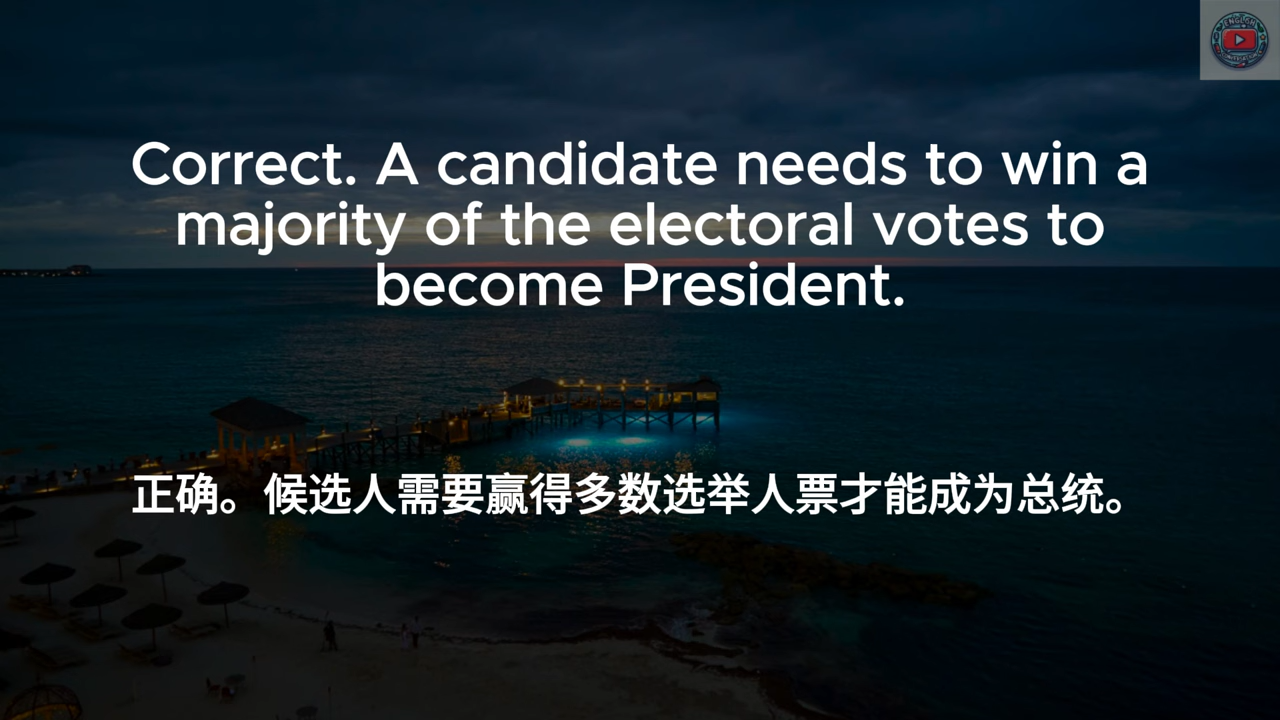 ENGLISH
Correct. A candidate needs to win a
majority of the electoral votes to
become President.
正确。候选人需要赢得多数选举人票才能成为总统。